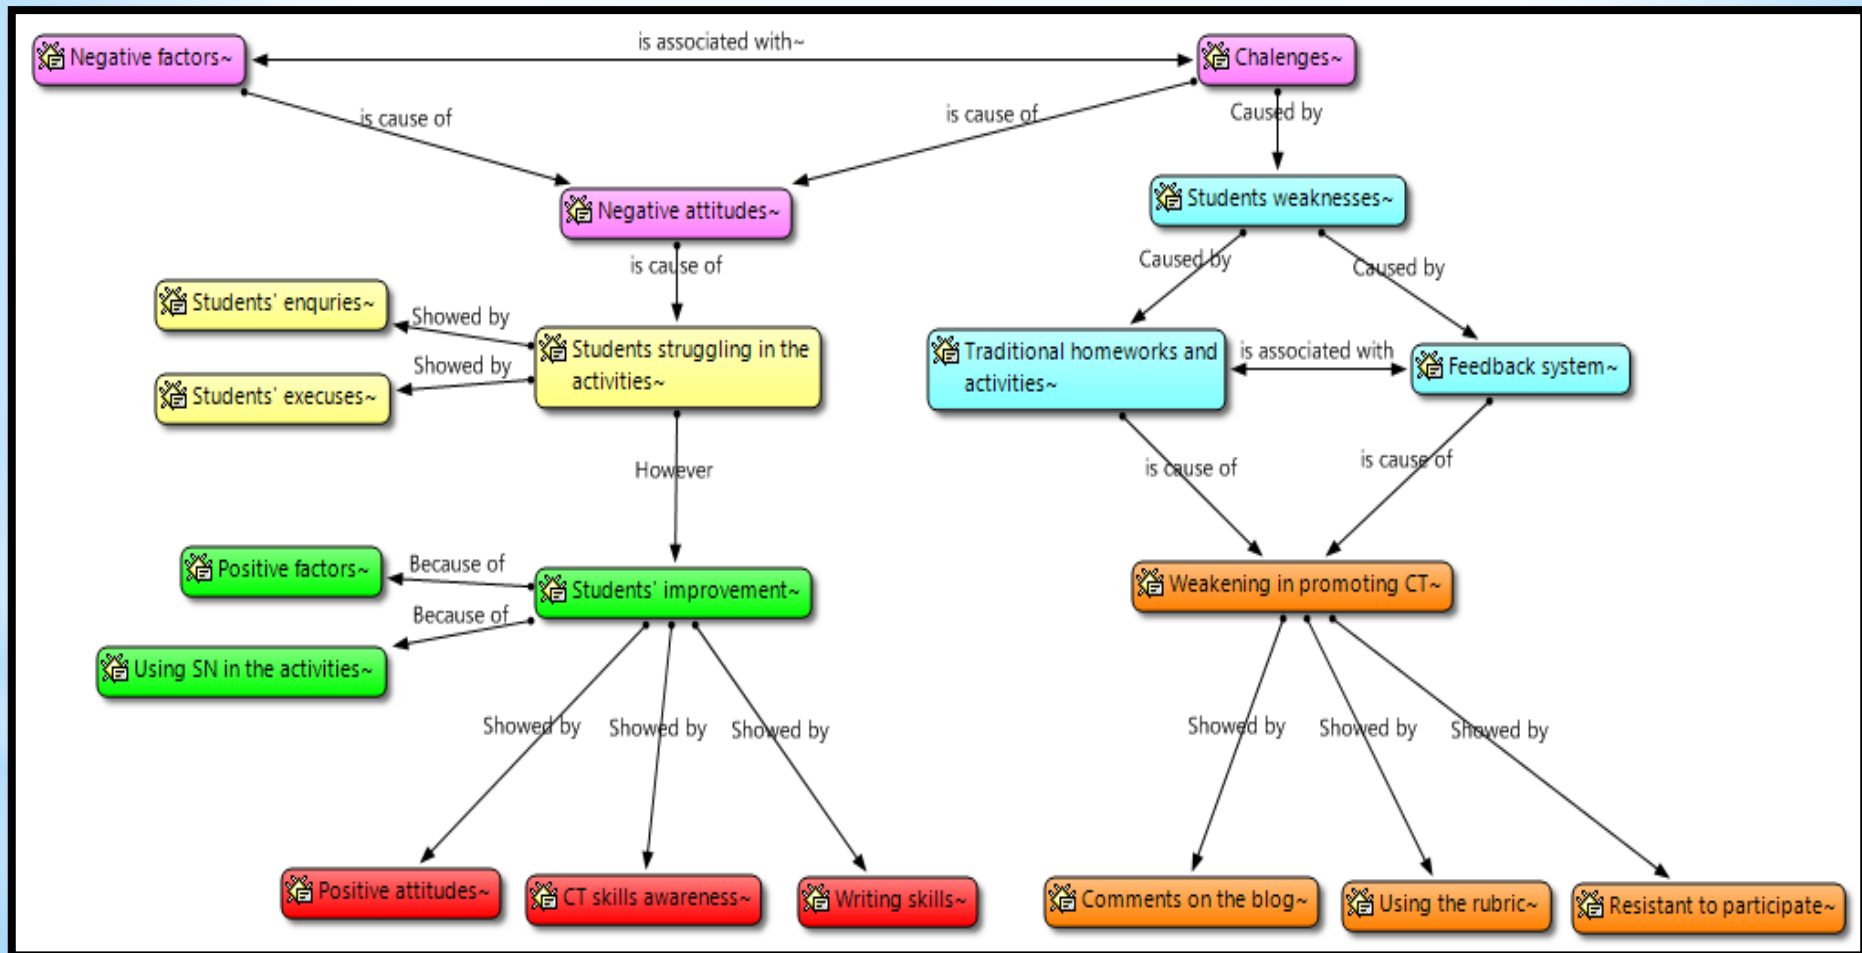 is associated with~
Negative factors~
Chalenges~
is cause of
is cause of
Caused by
Negative attitudes~
Students weaknesses~
is cause of
Caused by
Caused by
Students' enquries~
Showed by
Students struggling in the
activities~
Traditional homeworks and
activities~
is associated with
Feedback system~
Showed by
Students' execuses~
However
is cause of
is cause of
Positive factors~
Because of
Students' improvement~
Weakening in promoting CT~
Because of
Using SN in the activities~
Showed by
Showed by
Showed by
Showed by
Showed by
Showed by
Positive attitudes~
CT skills awareness~
Writing skills~
Comments on the blog~
Using the rubric~
Resistant to participate~